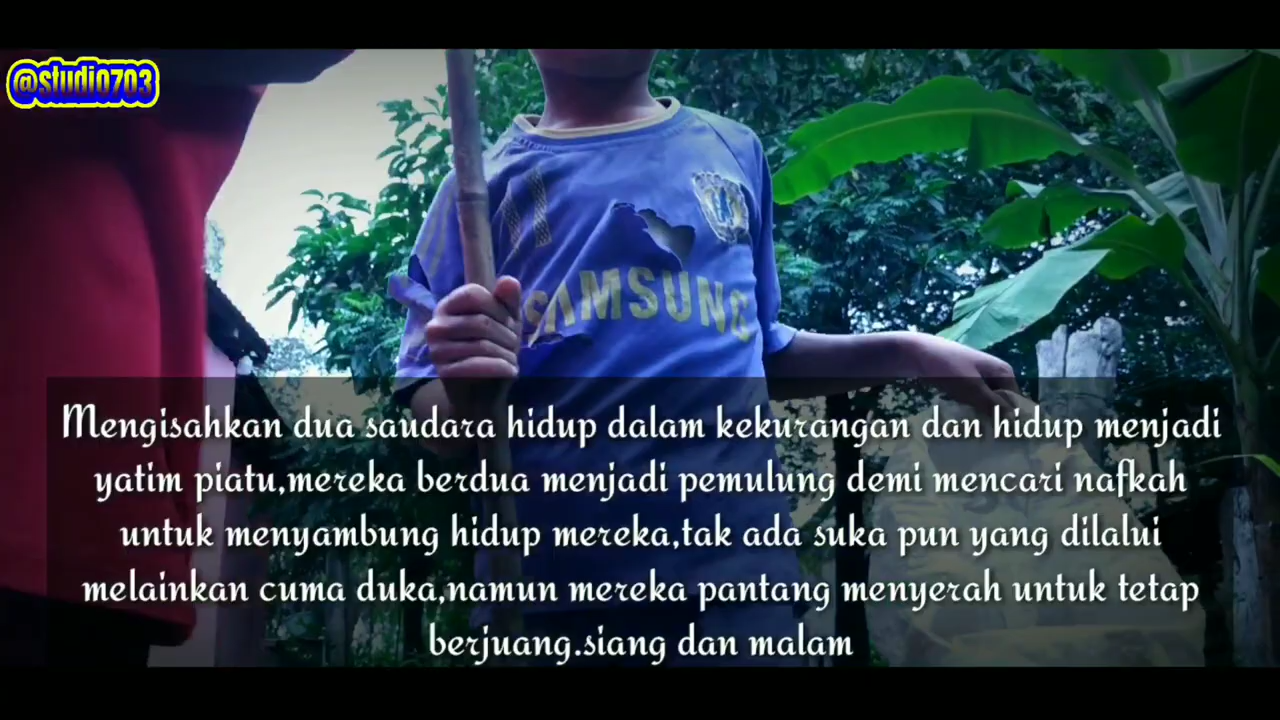 @studio703
SAMSUNG
Mengisahkan dua saudara hidup dalam kekurangan dan hidup menjadi
yatim piatu,mereka berdua menjadi pemulung demi mencari nafkah
untuk menyambung hidup mereka,tak ada suka pun yang dilalui
melainkan cuma duka,namun mereka pantang menyerah untuk tetap
berjuang.siang dan malam